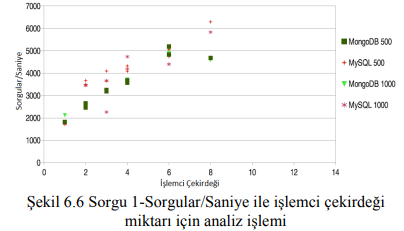 7000
6000
5000
4000
3000
2000
1000
0
Sorgular/Saniye
0 2 4 6 8 10 12 14
İşlemci Çekirdeği
MongoDB 500
MySQL 500
MongoDB 1000
MySQL 1000
Şekil 6.6 Sorgu 1-Sorgular/Saniye ile işlemci çekirdeği
miktarı için analiz işlemi